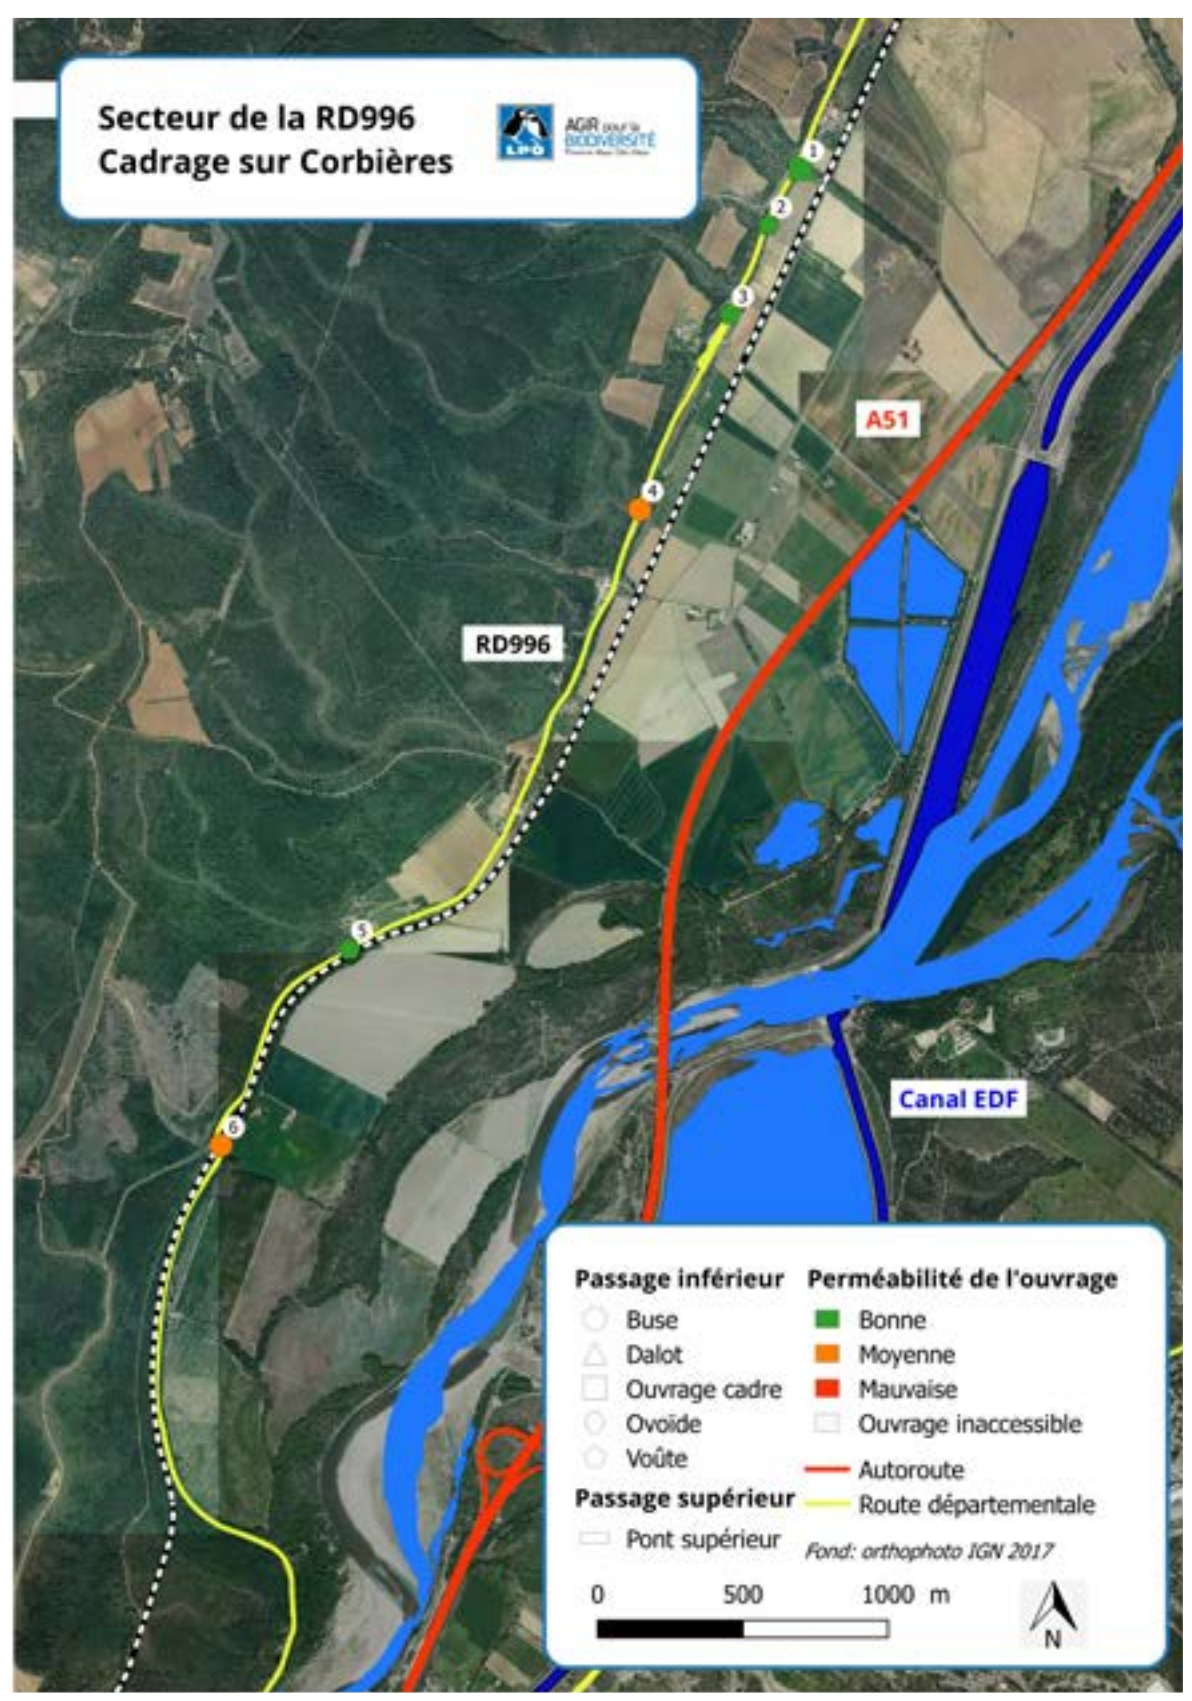 Secteur de la RD996
Cadrage sur Corbières
LPO
AGIR pour la
BIODIVERSITÉ
1
2
3
A51
4
RD996
5
Canal EDF
6
Passage inférieur
Buse
Dalot
Ouvrage cadre
Ovoïde
Voûte
Passage supérieur
Pont supérieur
Perméabilité de l'ouvrage
Bonne
Moyenne
Mauvaise
Ouvrage inaccessible
Autoroute
Route départementale
Fond: orthophoto IGN 2017
0 500 1000 m
N